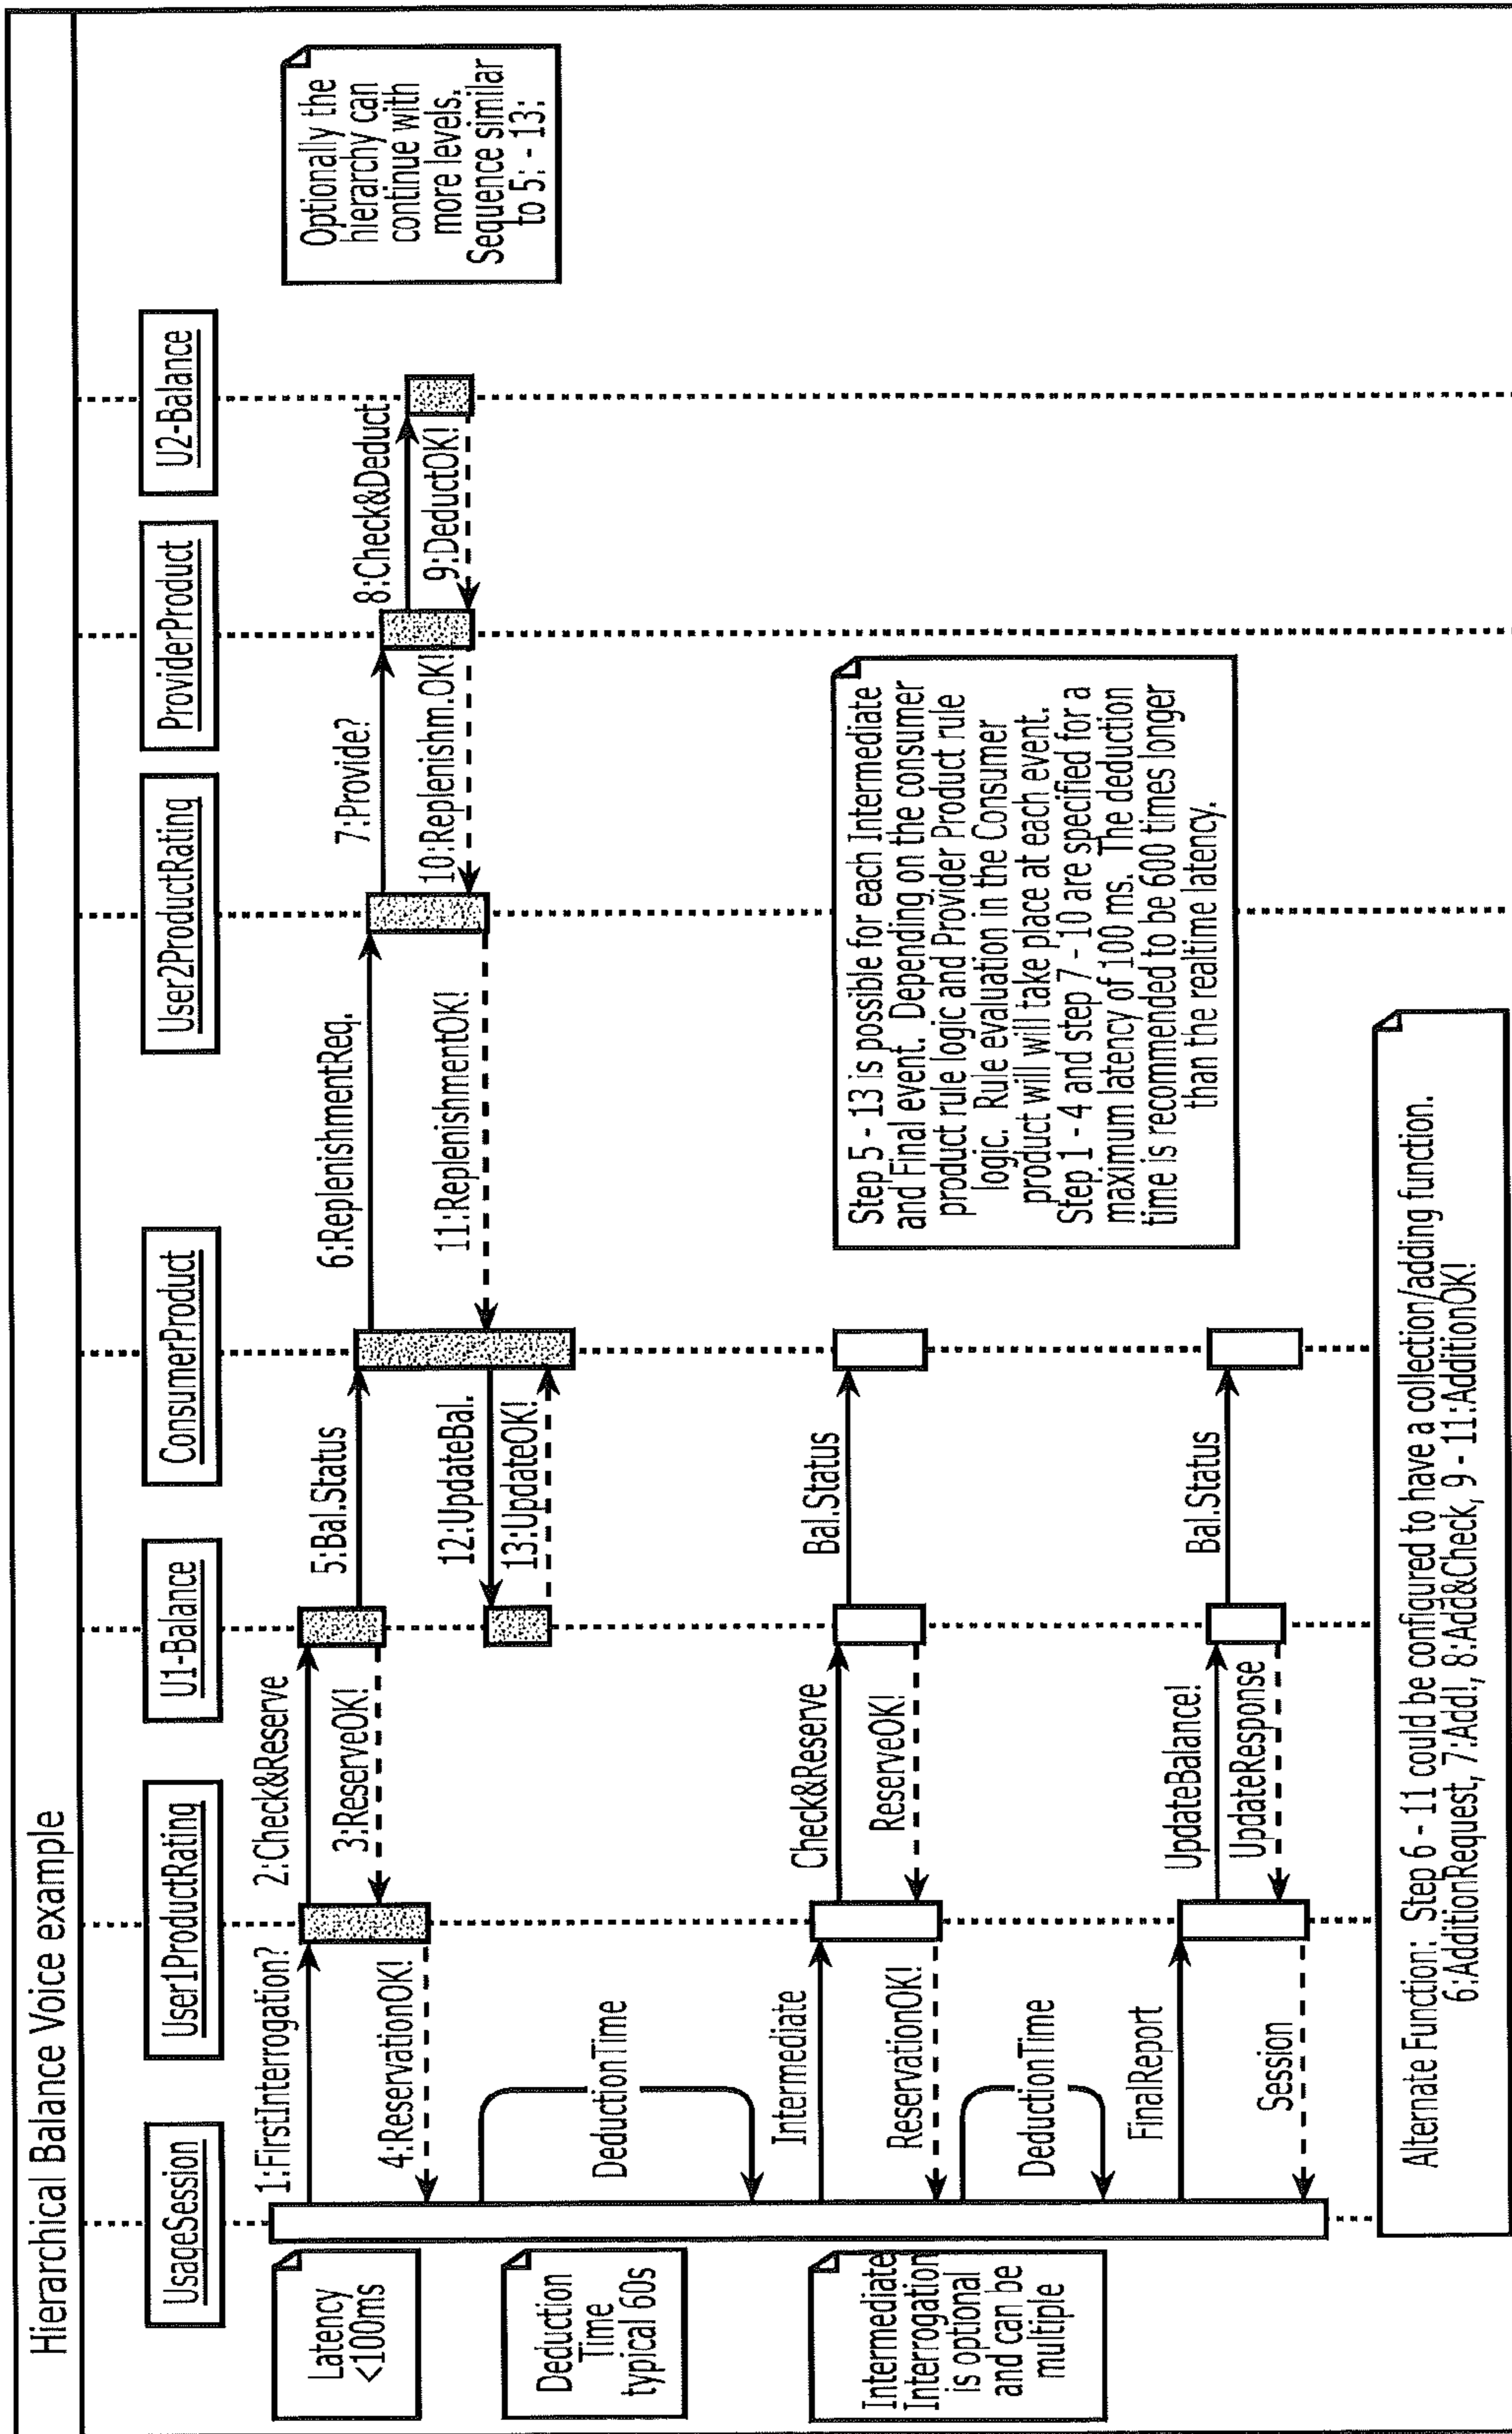 Hierarchical Balance Voice example
UsageSession
User1ProductRating
U1-Balance
ConsumerProduct
User2ProductRating
ProviderProduct
U2-Balance
Latency
<100ms
1:FirstInterrogation?
2:Check&Reserve
3:ReserveOK!
4:ReservationOK!
5:Bal.Status
6:ReplenishmentReq.
7:Provide?
8:Check&Deduct
9:DeductOK!
10:Replenishm.OK!
11:ReplenishmentOK!
12:UpdateBal.
13:UpdateOK!
Optionally the
hierarchy can
continue with
more levels.
Sequence similar
to 5: - 13:
Deduction
Time
typical 60s
DeductionTime
Intermediate
Interrogation
is optional
and can be
multiple
Intermediate
Check&Reserve
ReserveOK!
ReservationOK!
Bal.Status
Step 5 - 13 is possible for each Intermediate
and Final event. Depending on the consumer
product rule logic and Provider Product rule
logic. Rule evaluation in the Consumer
product will take place at each event.
Step 1 - 4 and step 7 - 10 are specified for a
maximum latency of 100 ms. The deduction
time is recommended to be 600 times longer
than the realtime latency.
DeductionTime
FinalReport
UpdateBalance!
UpdateResponse
Session
Bal.Status
Alternate Function: Step 6 - 11 could be configured to have a collection/adding function.
6:AdditionRequest, 7:Add!, 8:Add&Check, 9 - 11:AdditionOK!